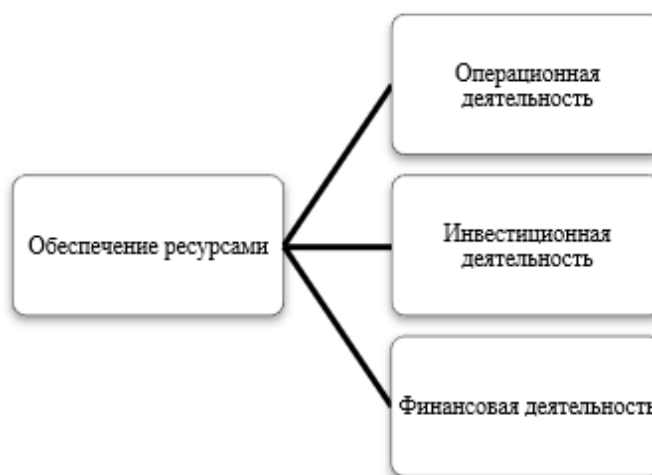 Операционная
деятельность
Обеспечение ресурсами
Инвестиционная
деятельность
Финансовая деятельность